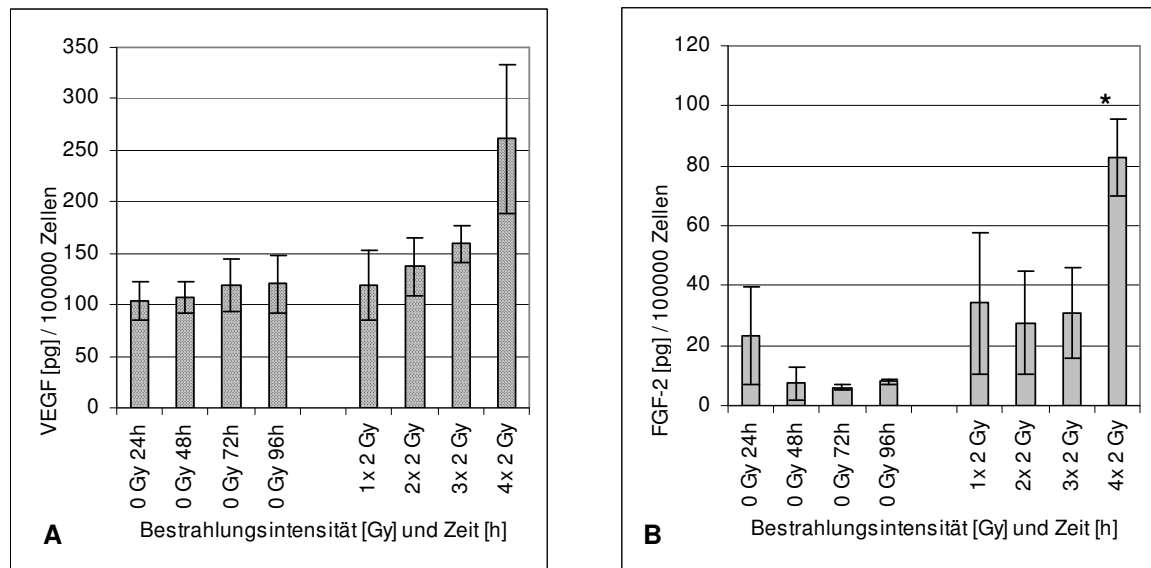 VEGF [pg] / 100000 Zellen
350
300
250
200
150
100
50
0
0 Gy 24h
0 Gy 48h
0 Gy 72h
0 Gy 96h
1x 2 Gy
2x 2 Gy
3x 2 Gy
4x 2 Gy
A
Bestrahlungsintensität [Gy] und Zeit [h]
FGF-2 [pg] / 100000 Zellen
120
100
80
60
40
20
0
*
0 Gy 24h
0 Gy 48h
0 Gy 72h
0 Gy 96h
1x 2 Gy
2x 2 Gy
3x 2 Gy
4x 2 Gy
B
Bestrahlungsintensität [Gy] und Zeit [h]